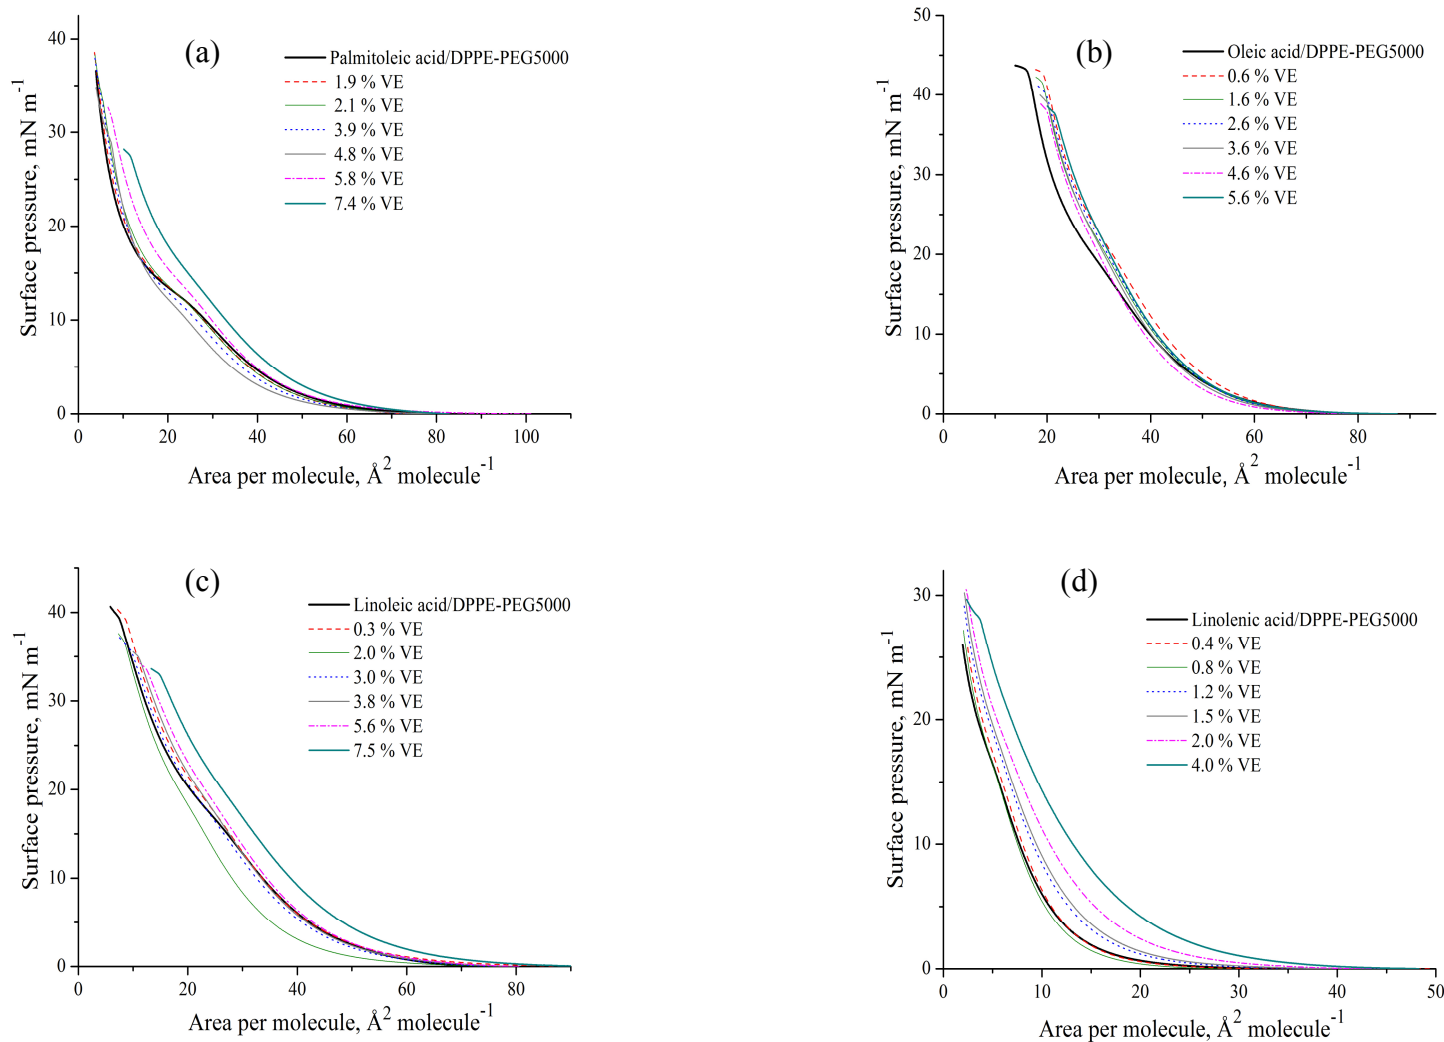 (a)
Palmitoleic acid/DPPE-PEG5000
1.9 % VE
2.1 % VE
3.9 % VE
4.8 % VE
5.8 % VE
7.4 % VE
40
30
20
10
0
0 20 40 60 80 100
Surface pressure, mN m⁻¹
Area per molecule, Å² molecule⁻¹
(b)
Oleic acid/DPPE-PEG5000
0.6 % VE
1.6 % VE
2.6 % VE
3.6 % VE
4.6 % VE
5.6 % VE
50
40
30
20
10
0
0 20 40 60 80
Surface pressure, mN m⁻¹
Area per molecule, Å² molecule⁻¹
(c)
Linoleic acid/DPPE-PEG5000
0.3 % VE
2.0 % VE
3.0 % VE
3.8 % VE
5.6 % VE
7.5 % VE
40
30
20
10
0
0 20 40 60 80
Surface pressure, mN m⁻¹
Area per molecule, Å² molecule⁻¹
(d)
Linolenic acid/DPPE-PEG5000
0.4 % VE
0.8 % VE
1.2 % VE
1.5 % VE
2.0 % VE
4.0 % VE
30
20
10
0
0 10 20 30 40 50
Surface pressure, mN m⁻¹
Area per molecule, Å² molecule⁻¹